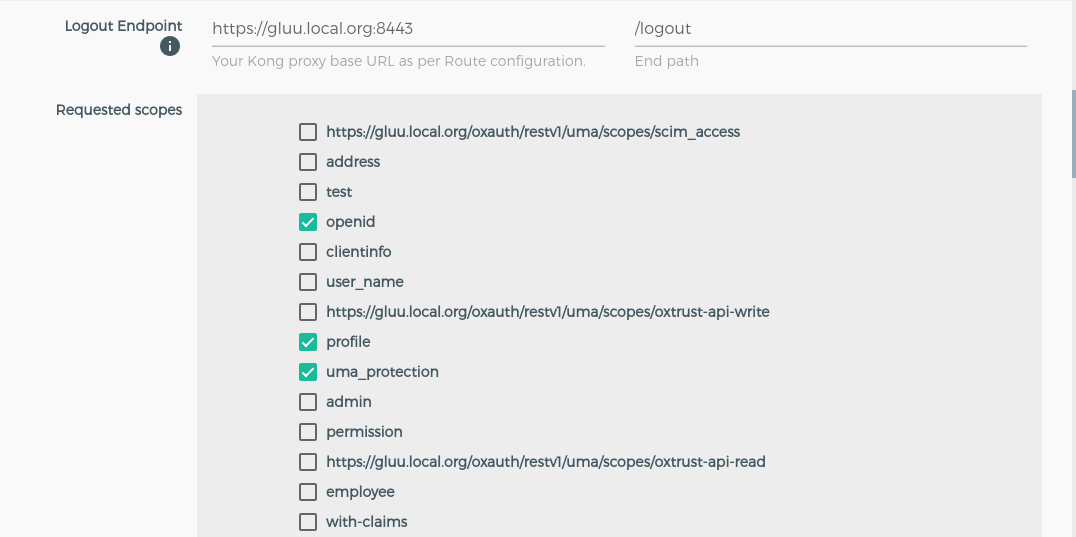 Logout Endpoint
https://gluu.local.org:8443
/logout
i
Your Kong proxy base URL as per Route configuration.
End path
Requested scopes
https://gluu.local.org/oxauth/restv1/uma/scopes/scim_access
address
test
openid
clientinfo
user_name
https://gluu.local.org/oxauth/restv1/uma/scopes/oxtrust-api-write
profile
uma_protection
admin
permission
https://gluu.local.org/oxauth/restv1/uma/scopes/oxtrust-api-read
employee
with-claims